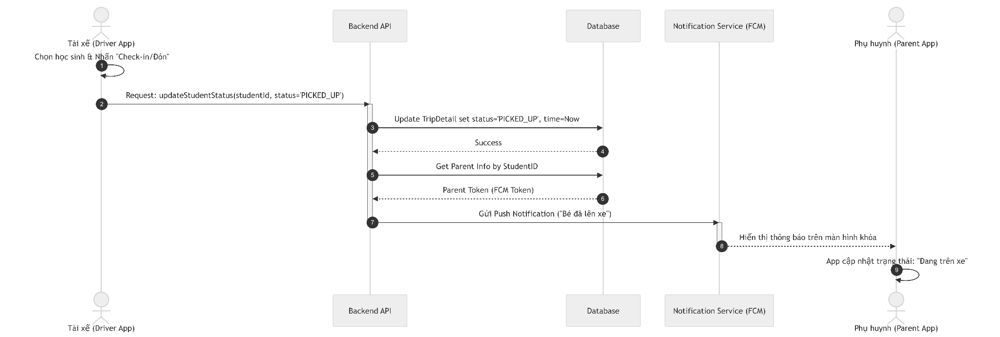 Tài xế (Driver App)
Backend API
Database
Notification Service (FCM)
Phụ huynh (Parent App)
Chọn học sinh & Nhấn "Check-in/Đón"
1
Request: updateStudentStatus(studentId, status='PICKED_UP')
2
Update TripDetail set status='PICKED_UP', time=Now
3
Success
4
Get Parent Info by StudentID
5
Parent Token (FCM Token)
6
Gửi Push Notification ("Bé đã lên xe")
7
Hiển thị thông báo trên màn hình khóa
8
App cập nhật trạng thái: "Đang trên xe"
9
Tài xế (Driver App)
Backend API
Database
Notification Service (FCM)
Phụ huynh (Parent App)